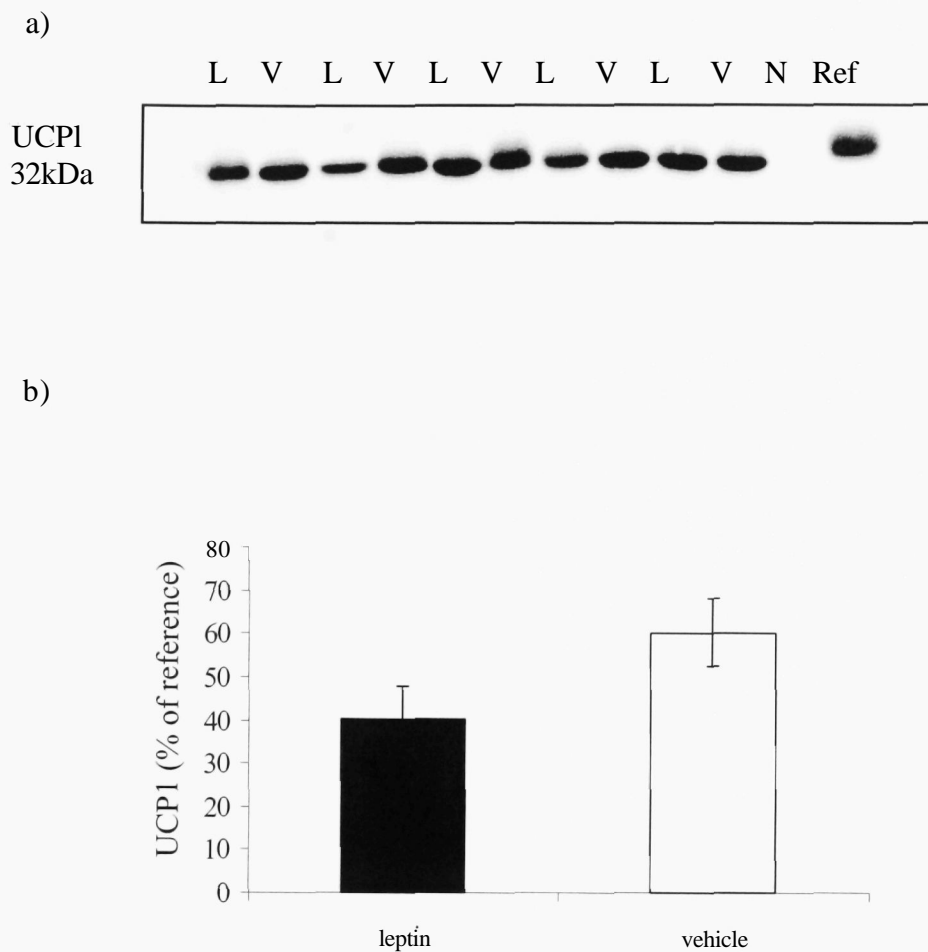 a)
L V L V L V L V L V N Ref
UCPl
32kDa
b)
UCP1 (% of reference)
80
70
60
50
40
30
20
10
0
leptin vehicle